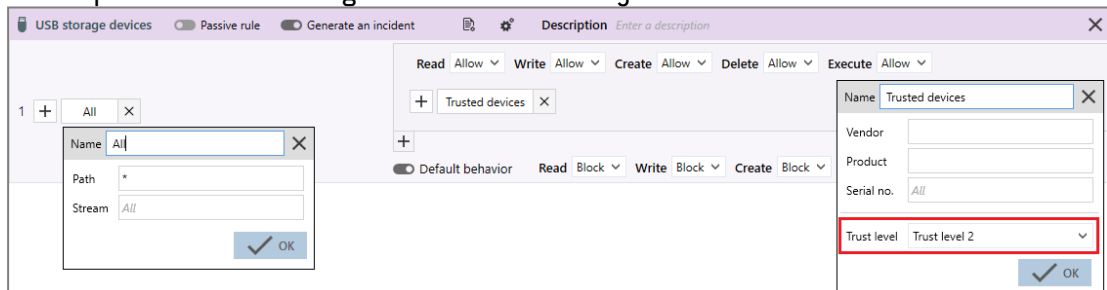 USB storage devices Passive rule Generate an incident Description Enter a description
Read Allow Write Allow Create Allow Delete Allow Execute Allow
1 All
Trusted devices
Name All
Path *
Stream All
OK
Default behavior Read Block Write Block Create Block
Name Trusted devices
Vendor
Product
Serial no. All
Trust level Trust level 2
OK